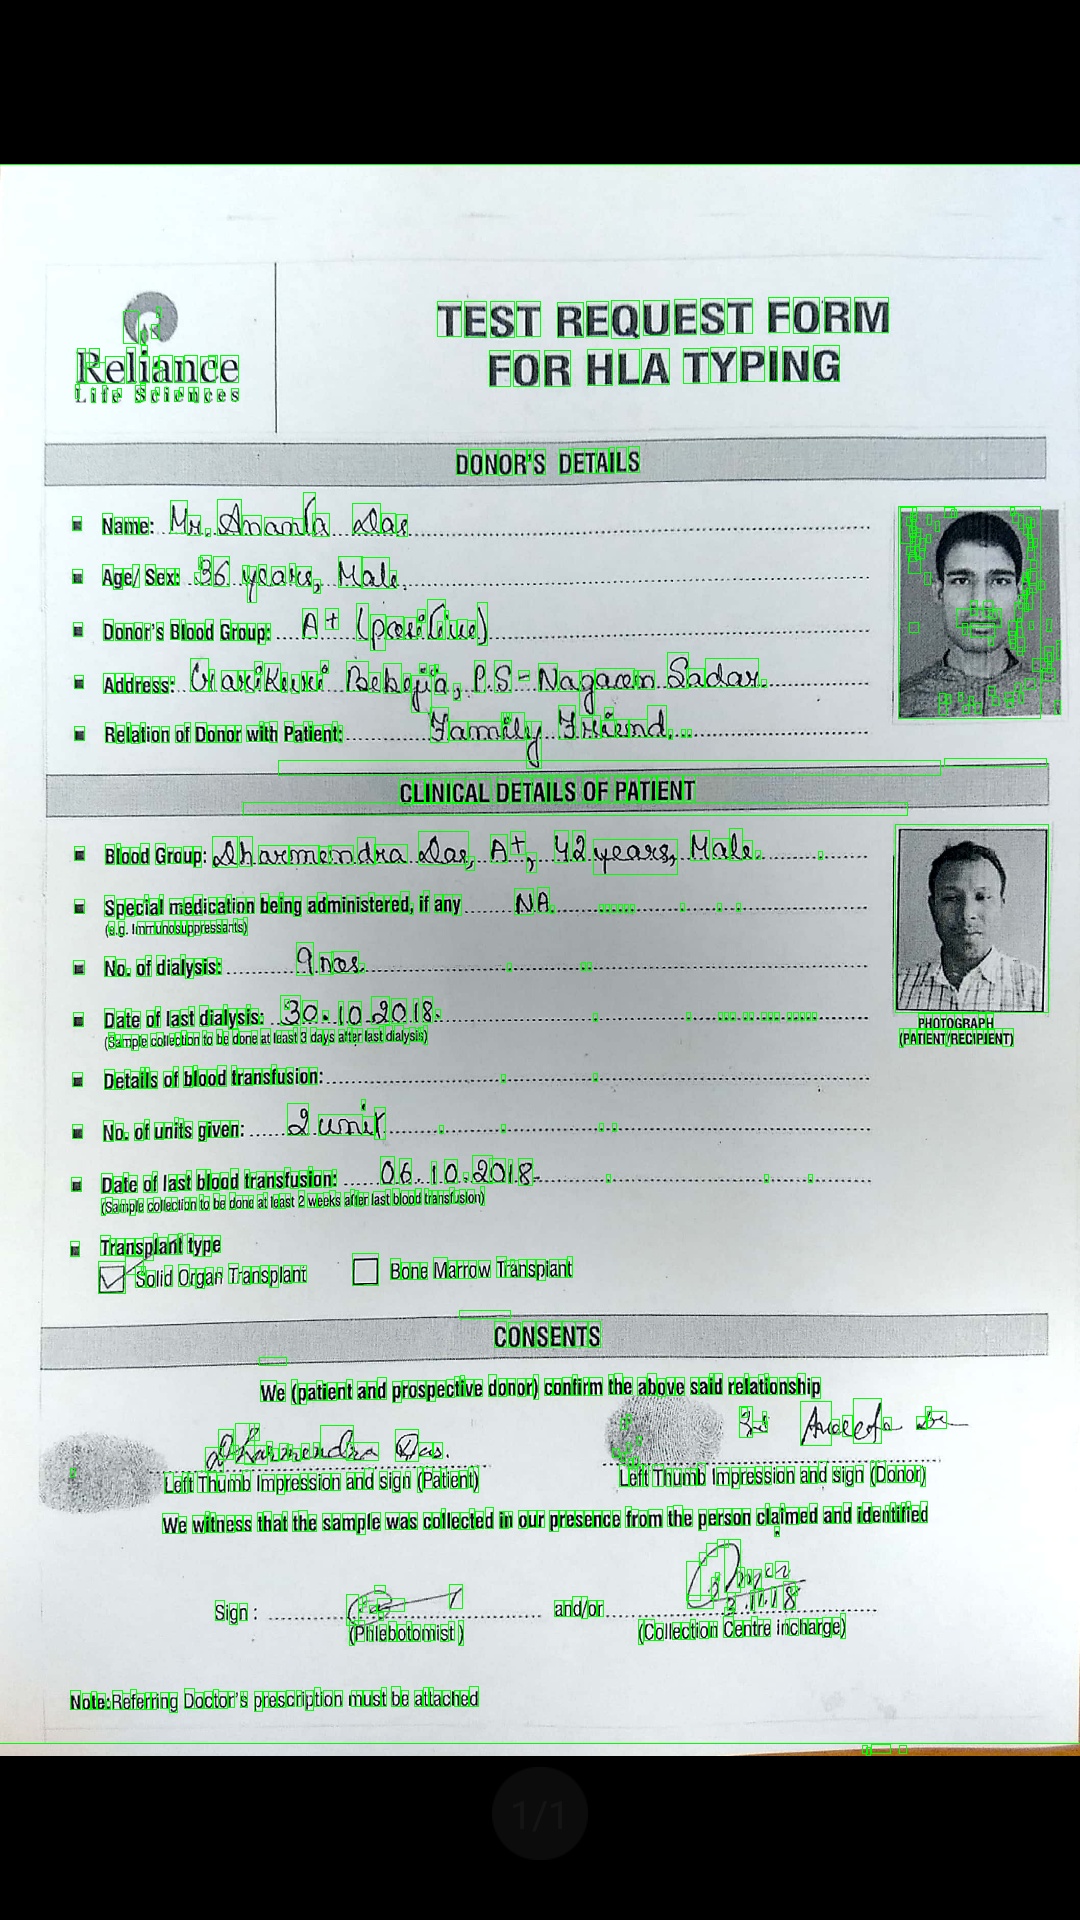 Reliance
Life Sciences
TEST REQUEST FORM
FOR HLA TYPING
DONOR'S DETAILS
Name: Mr. Ananta Das
Age/ Sex: 36 years, Male.
Donor's Blood Group: A+ (positive)
Address: P.S - Nagaon Sadar.
Relation of Donor with Patient: Family Friend.
CLINICAL DETAILS OF PATIENT
Blood Group: Dharmendra Das, A+, 42 years, Male.
Special medication being administered, if any NA.
(e.g. Immunosuppressants)
No. of dialysis: 9 nos.
Date of last dialysis: 30.10.2018.
(Sample collection to be done at least 3 days after last dialysis)
PHOTOGRAPH
(PATIENT/RECIPIENT)
Details of blood transfusion:
No. of units given: 2 unit
Date of last blood transfusion: 06.10.2018.
(Sample collection to be done at least 2 weeks after last blood transfusion)
Transplant type
Solid Organ Transplant Bone Marrow Transplant
CONSENTS
We (patient and prospective donor) confirm the above said relationship
Dharmendra Das.
Left Thumb Impression and sign (Patient) Left Thumb Impression and sign (Donor)
We witness that the sample was collected in our presence from the person claimed and identified
3.11.18
Sign : and/or
(Phlebotomist ) (Collection Centre incharge)
Note: Referring Doctor's prescription must be attached
1/1